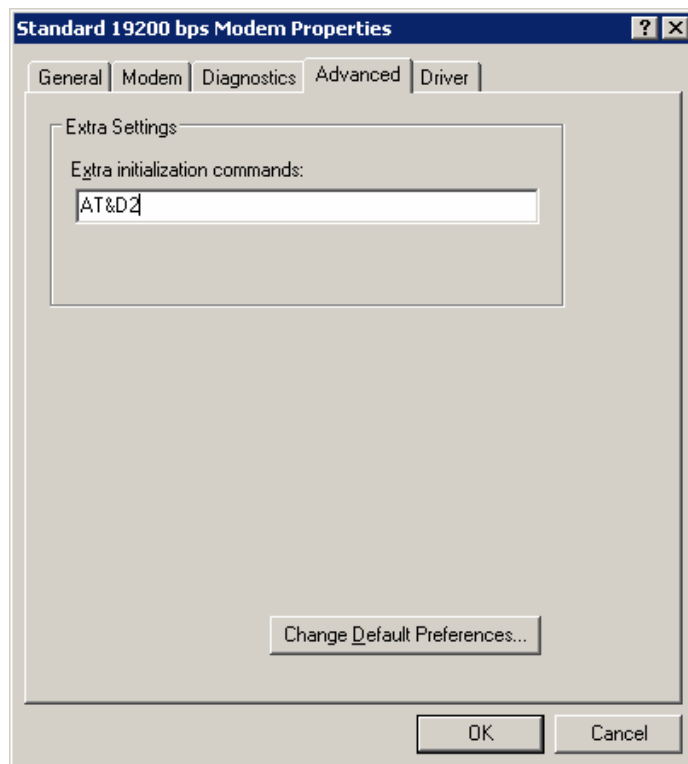 Standard 19200 bps Modem Properties
General Modem Diagnostics Advanced Driver
Extra Settings
Extra initialization commands:
AT&D2
Change Default Preferences...
OK Cancel